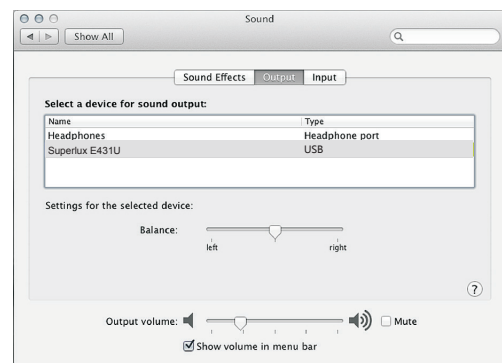 Sound
Show All
Sound Effects Output Input
Select a device for sound output:
Name Type
Headphones Headphone port
Superlux E431U USB
Settings for the selected device:
Balance:
left right
?
Output volume: Mute
Show volume in menu bar